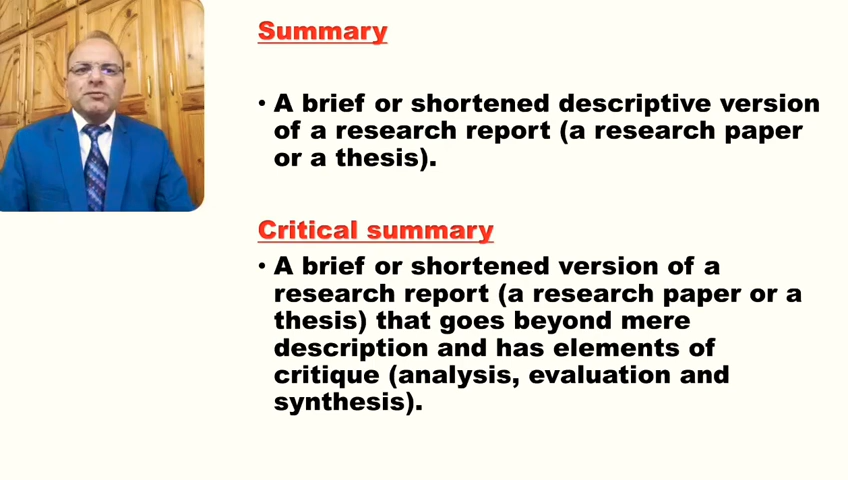 Summary
• A brief or shortened descriptive version
of a research report (a research paper
or a thesis).
Critical summary
• A brief or shortened version of a
research report (a research paper or a
thesis) that goes beyond mere
description and has elements of
critique (analysis, evaluation and
synthesis).